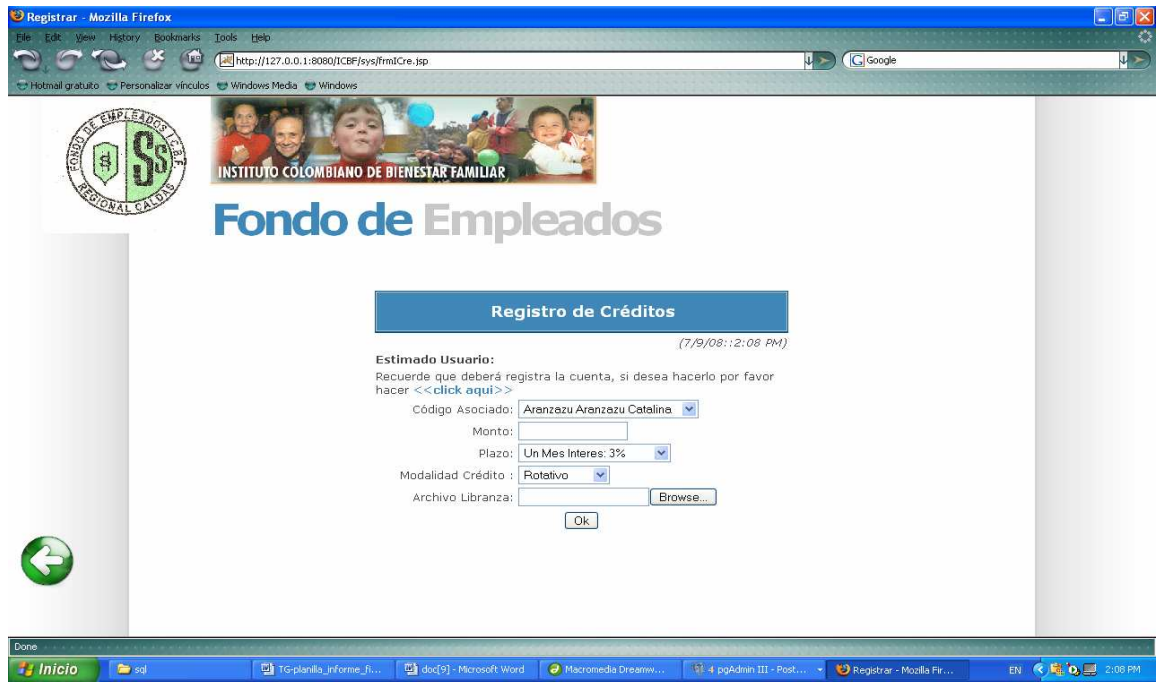 Registrar - Mozilla Firefox
File Edit View History Bookmarks Tools Help
http://127.0.0.1:8080/ICBF/sys/frmICre.jsp
Google
Hotmail gratuito Personalizar vínculos Windows Media Windows
FONDO DE EMPLEADOS I.C.B.F
SS
REGIONAL CALDAS
INSTITUTO COLOMBIANO DE BIENESTAR FAMILIAR
Fondo de Empleados
Registro de Créditos
(7/9/08::2:08 PM)
Estimado Usuario:
Recuerde que deberá registra la cuenta, si desea hacerlo por favor
hacer <<click aqui>>
Código Asociado: Aranzazu Aranzazu Catalina
Monto:
Plazo: Un Mes Interes: 3%
Modalidad Crédito : Rotativo
Archivo Libranza: Browse...
Ok
Done
Inicio sql TG-planilla_informe_fi... doc[9] - Microsoft Word Macromedia Dreamw... 4 pgAdmin III - Post... Registrar - Mozilla Fir... EN 2:08 PM